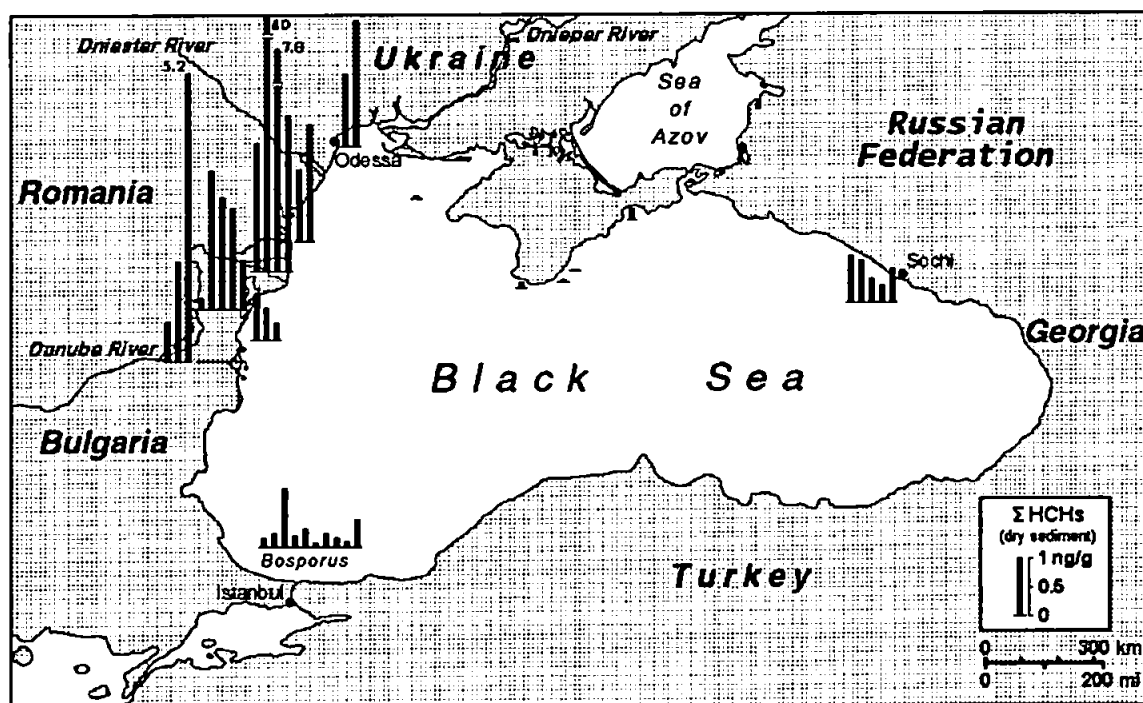 Dniester River
5.2
40
7.8
Ukraine
Dnieper River
Sea
of
Azov
Odessa
Russian
Federation
Romania
Sochi
Georgia
Danube River
Black Sea
Bulgaria
Bosporus
Istanbul
Turkey
Σ HCHs
(dry sediment)
1 ng/g
0.5
0
0 300 km
0 200 mi